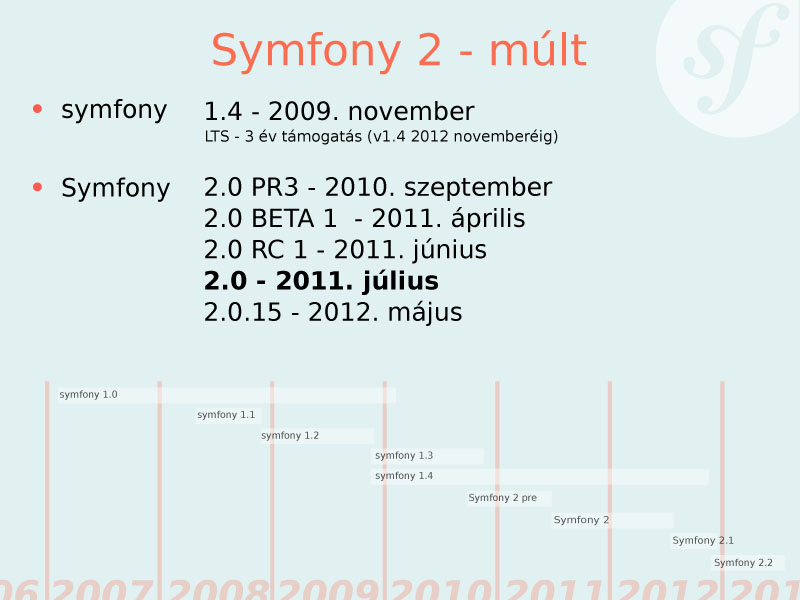 Symfony 2 - múlt
symfony
1.4 - 2009. november
LTS - 3 év támogatás (v1.4 2012 novemberéig)
Symfony
2.0 PR3 - 2010. szeptember
2.0 BETA 1 - 2011. április
2.0 RC 1 - 2011. június
2.0 - 2011. július
2.0.15 - 2012. május
symfony 1.0
symfony 1.1
symfony 1.2
symfony 1.3
symfony 1.4
Symfony 2 pre
Symfony 2
Symfony 2.1
Symfony 2.2
06 2007 2008 2009 2010 2011 2012 201